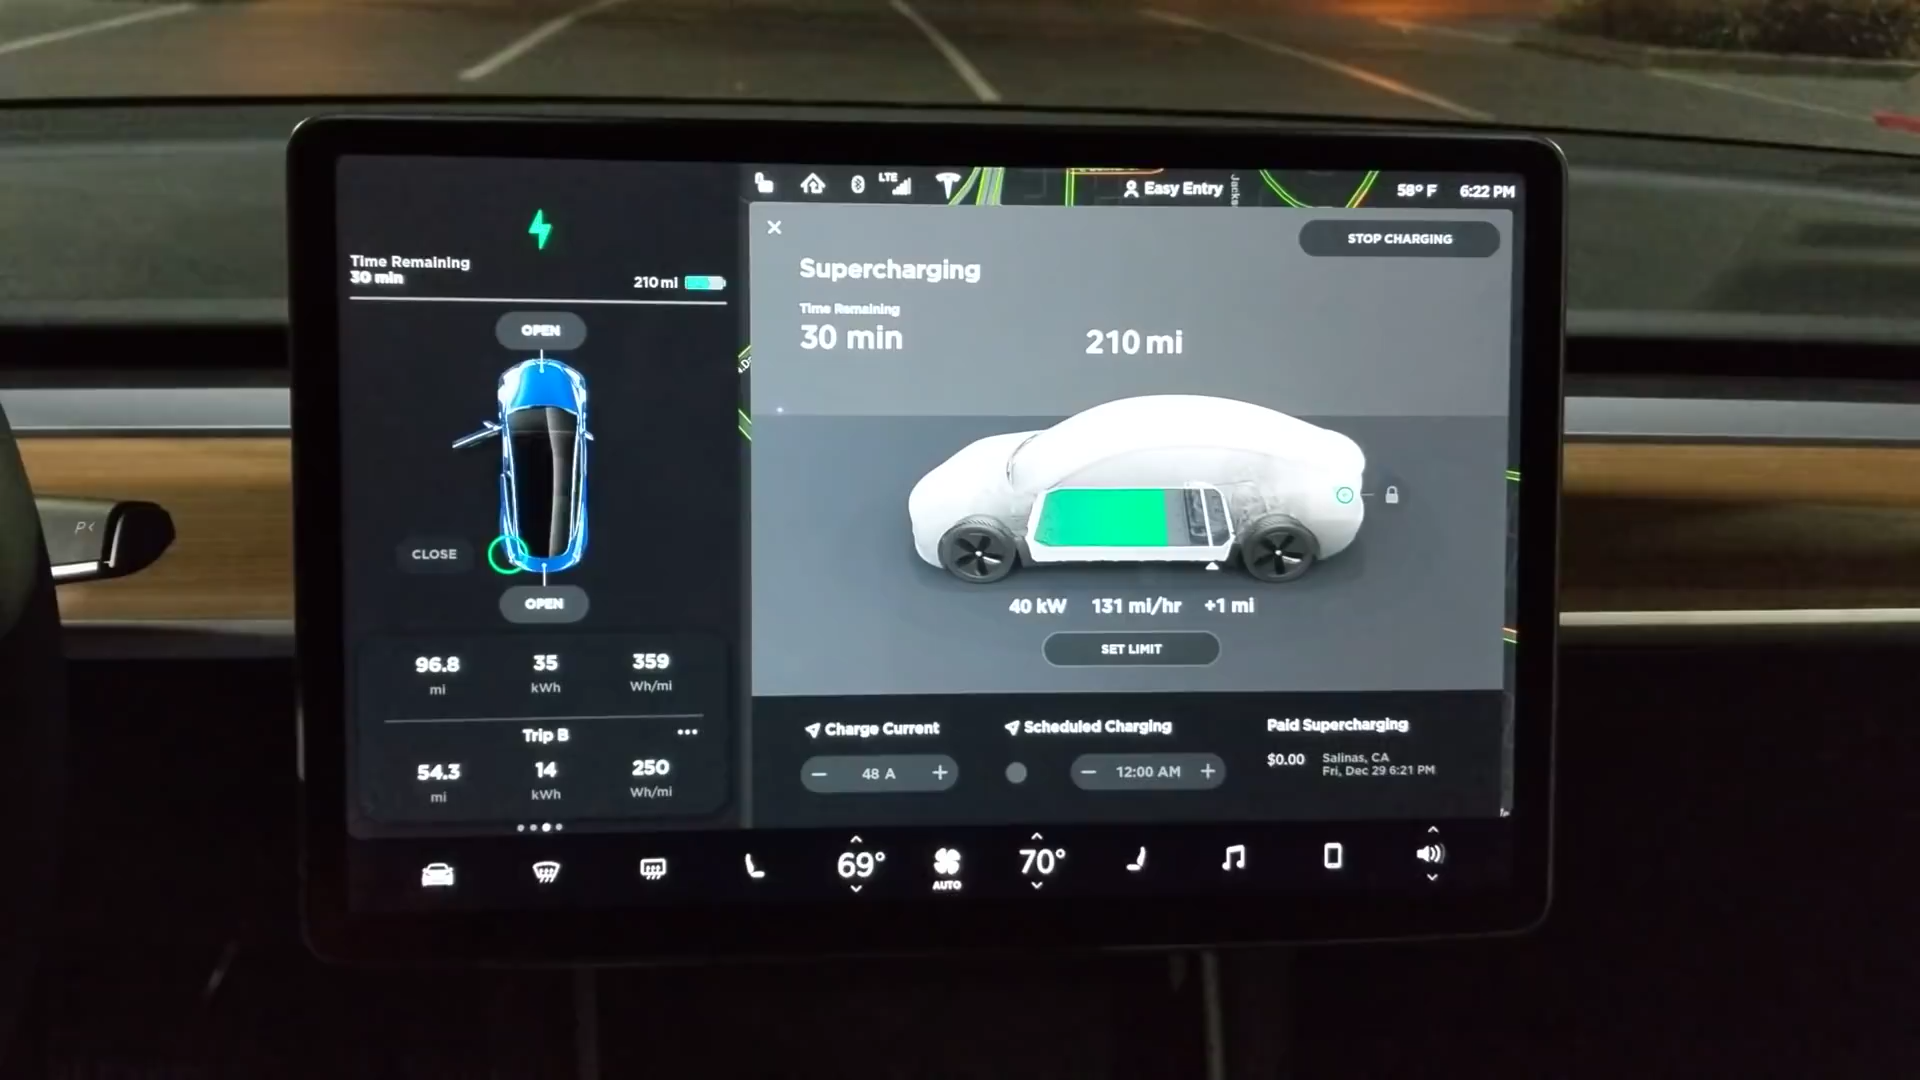 LTE
Easy Entry
Jacks
58° F
6:22 PM
Time Remaining
30 min
210 mi
STOP CHARGING
Supercharging
Time Remaining
30 min
210 mi
OPEN
CLOSE
OPEN
P<
40 kW 131 mi/hr +1 mi
SET LIMIT
96.8 35 359
mi kWh Wh/mi
Trip B
54.3 14 250
mi kWh Wh/mi
Charge Current
− 48 A +
Scheduled Charging
− 12:00 AM +
Paid Supercharging
$0.00 Salinas, CA
Fri, Dec 29 6:21 PM
69°
AUTO
70°